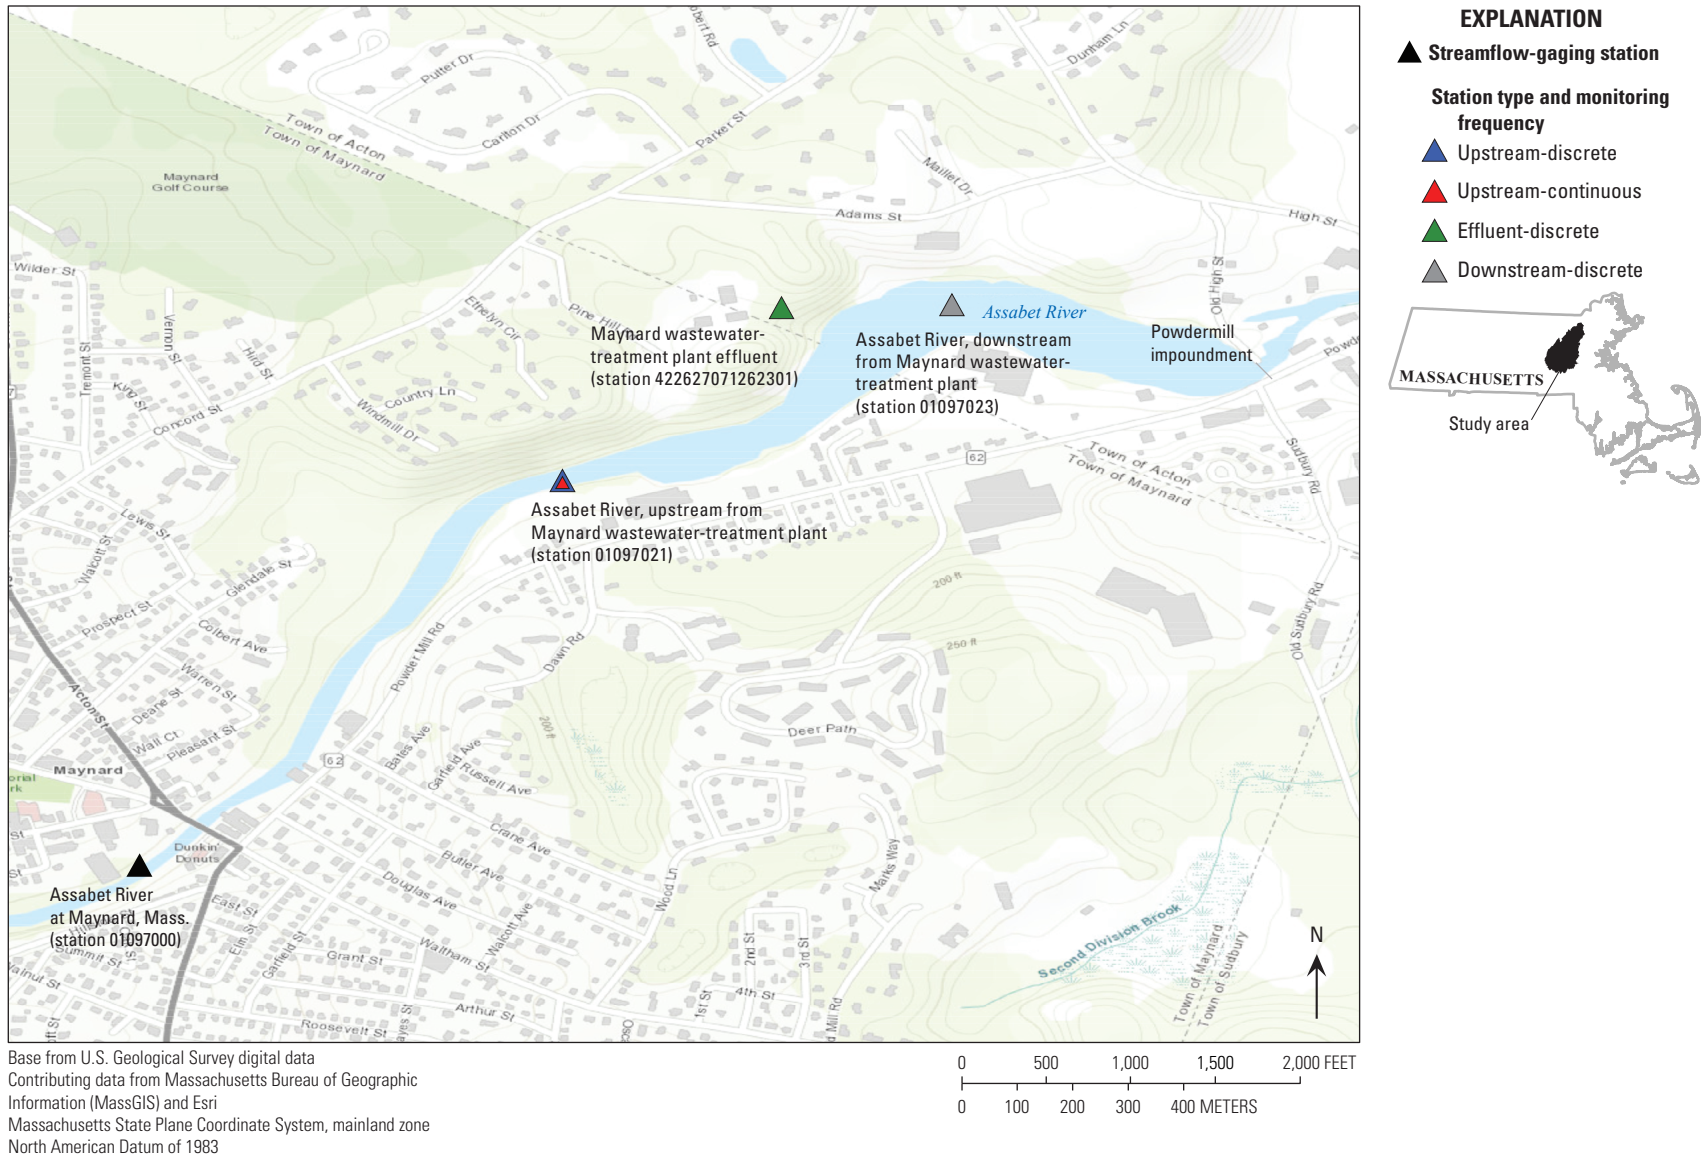 EXPLANATION
Streamflow-gaging station
Station type and monitoring
frequency
Upstream-discrete
Upstream-continuous
Effluent-discrete
Downstream-discrete
MASSACHUSETTS
Study area
Putter Dr
Carlton Dr
Parker St
Dunham Ln
Town of Acton
Town of Maynard
Maynard
Golf Course
Maillet Dr
Adams St
High St
Old High St
Wilder St
Vernon St
Tremont St
Hird St
King St
Concord St
Ethelyn Cir
Pine Hill
Country Ln
Windmill Dr
Maynard wastewater-
treatment plant effluent
(station 422627071262301)
Assabet River
Assabet River, downstream
from Maynard wastewater-
treatment plant
(station 01097023)
Powdermill
impoundment
Town of Acton
Town of Maynard
62
Sudbury Rd
Assabet River, upstream from
Maynard wastewater-treatment plant
(station 01097021)
Lewis St
Walcott St
Glendale St
Prospect St
Colbert Ave
Warren St
Deane St
Acton St
Wall Ct
Pleasant St
Maynard
Powder Mill Rd
Dawn Rd
200 ft
250 ft
200 ft
Old Sudbury Rd
Deer Path
62
Bates Ave
Garfield Ave
Russell Ave
Crane Ave
Butler Ave
Douglas Ave
Dunkin'
Donuts
Assabet River
at Maynard, Mass.
(station 01097000)
Summit St
East St
Elm St
Garfield St
Grant St
Waltham St
Walcott Ave
Wood Ln
Marks Way
2nd St
3rd St
1st St
4th St
Arthur St
Roosevelt St
Second Division Brook
Town of Maynard
Town of Sudbury
N
Base from U.S. Geological Survey digital data
Contributing data from Massachusetts Bureau of Geographic
Information (MassGIS) and Esri
Massachusetts State Plane Coordinate System, mainland zone
North American Datum of 1983
0 500 1,000 1,500 2,000 FEET
0 100 200 300 400 METERS